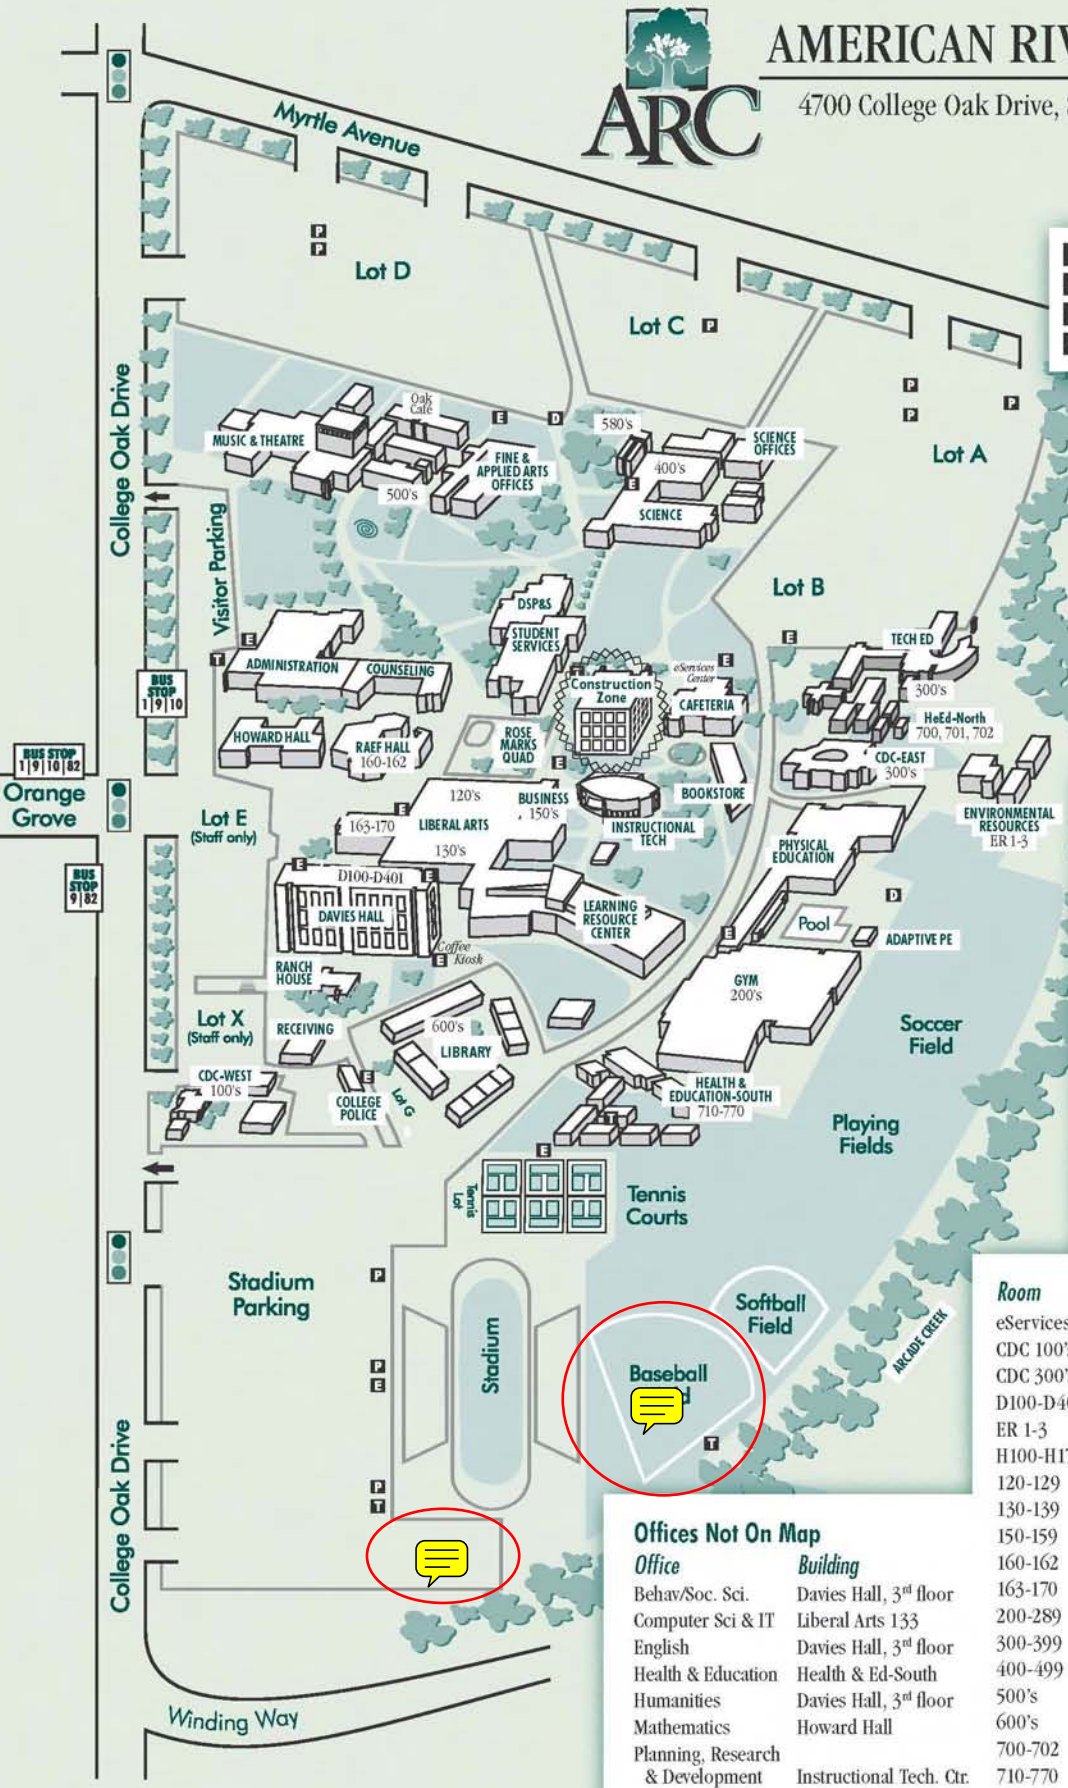 AMERICAN RIV
4700 College Oak Drive,
ARC
Myrtle Avenue
P
P
Lot D
Lot C
P
P
P
P
Lot A
College Oak Drive
Oak
Café
E
D
MUSIC & THEATRE
FINE &
APPLIED ARTS
OFFICES
500's
580's
SCIENCE
OFFICES
400's
E
SCIENCE
Visitor Parking
Lot B
DSP&S
STUDENT
SERVICES
E
T
ADMINISTRATION
COUNSELING
BUS
STOP
1|9|10
Construction
Zone
eServices
Center
E
CAFETERIA
E
TECH ED
300's
HeEd-North
700, 701, 702
HOWARD HALL
RAEF HALL
160-162
ROSE
MARKS
QUAD
E
CDC-EAST
300's
BUS STOP
1|9|10|82
Orange
Grove
BOOKSTORE
ENVIRONMENTAL
RESOURCES
ER 1-3
Lot E
(Staff only)
E
120's
163-170
LIBERAL ARTS
130's
BUSINESS
150's
INSTRUCTIONAL
TECH
PHYSICAL
EDUCATION
BUS
STOP
9|82
E
D100-D401
E
DAVIES HALL
LEARNING
RESOURCE
CENTER
D
Pool
E
ADAPTIVE PE
Coffee
Kiosk
E
RANCH
HOUSE
GYM
200's
Lot X
(Staff only)
RECEIVING
600's
LIBRARY
Soccer
Field
CDC-WEST
100's
E
COLLEGE
POLICE
Lot G
HEALTH &
EDUCATION-SOUTH
710-770
T
Playing
Fields
E
Tennis
Lot
Tennis
Courts
Stadium
Parking
P
P
E
P
T
Stadium
Softball
Field
Baseball
T
ARCADE CREEK
College Oak Drive
Winding Way
Offices Not On Map
Office Building
Behav/Soc. Sci. Davies Hall, 3rd floor
Computer Sci & IT Liberal Arts 133
English Davies Hall, 3rd floor
Health & Education Health & Ed-South
Humanities Davies Hall, 3rd floor
Mathematics Howard Hall
Planning, Research
& Development Instructional Tech. Ctr.
Room
eServices
CDC 100's
CDC 300'
D100-D40
ER 1-3
H100-H17
120-129
130-139
150-159
160-162
163-170
200-289
300-399
400-499
500's
600's
700-702
710-770